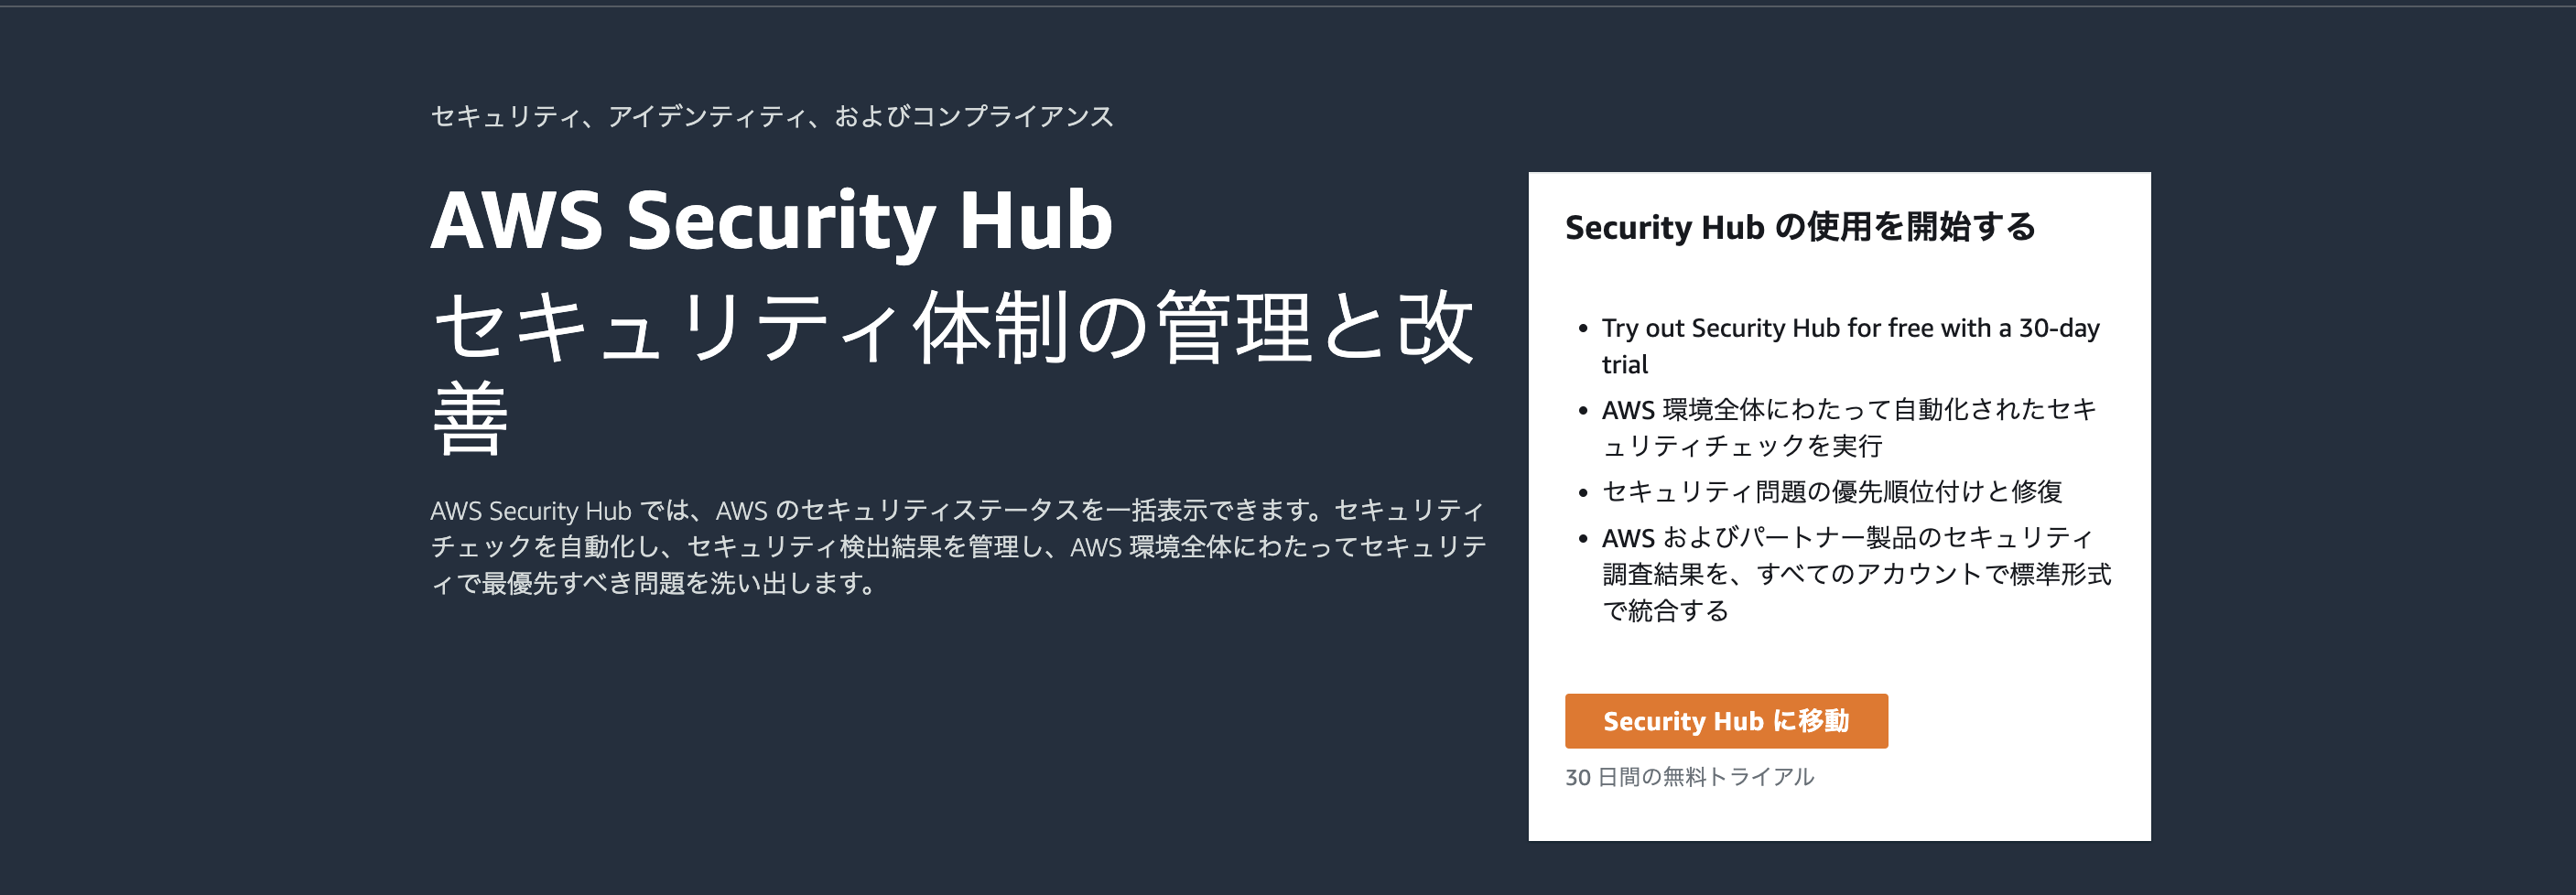 セキュリティ、アイデンティティ、およびコンプライアンス
AWS Security Hub
セキュリティ体制の管理と改
善
AWS Security Hub では、AWS のセキュリティステータスを一括表示できます。セキュリティ
チェックを自動化し、セキュリティ検出結果を管理し、AWS 環境全体にわたってセキュリテ
ィで最優先すべき問題を洗い出します。
Security Hub の使用を開始する
• Try out Security Hub for free with a 30-day
trial
• AWS 環境全体にわたって自動化されたセキ
ュリティチェックを実行
• セキュリティ問題の優先順位付けと修復
• AWS およびパートナー製品のセキュリティ
調査結果を、すべてのアカウントで標準形式
で統合する
Security Hub に移動
30 日間の無料トライアル